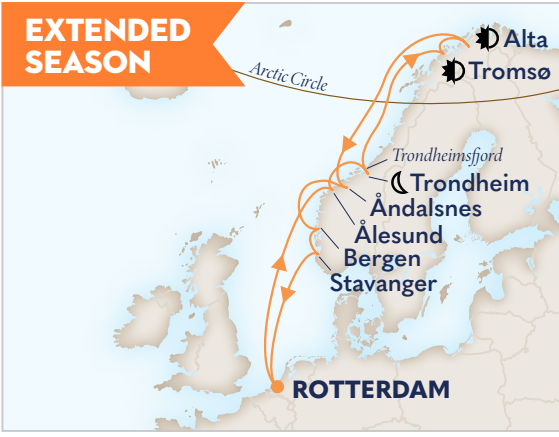 EXTENDED
SEASON
Alta
Tromsø
Arctic Circle
Trondheimsfjord
Trondheim
Åndalsnes
Ålesund
Bergen
Stavanger
ROTTERDAM